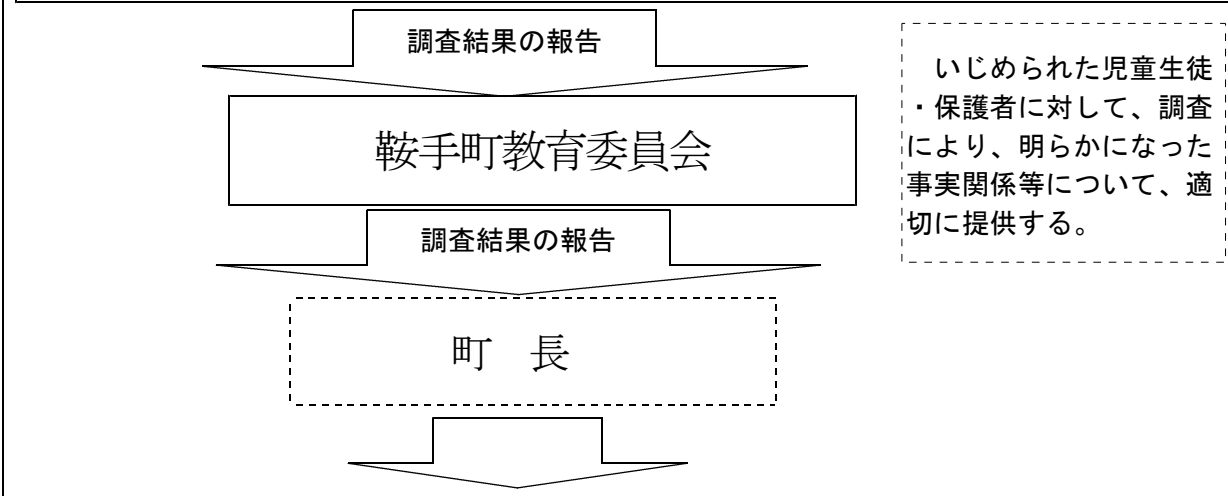 調査結果の報告
鞍手町教育委員会
調査結果の報告
町 長
いじめられた児童生徒
・保護者に対して、調査
により、明らかになった
事実関係等について、適
切に提供する。